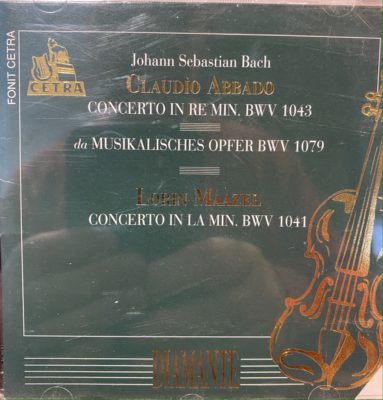 FONIT CETRA
CETRA
Johann Sebastian Bach
CLAUDIO ABBADO
CONCERTO IN RE MIN. BWV 1043
da MUSIKALISCHES OPFER BWV 1079
LORIN MAAZEL
CONCERTO IN LA MIN. BWV 1041
DIAMANTE